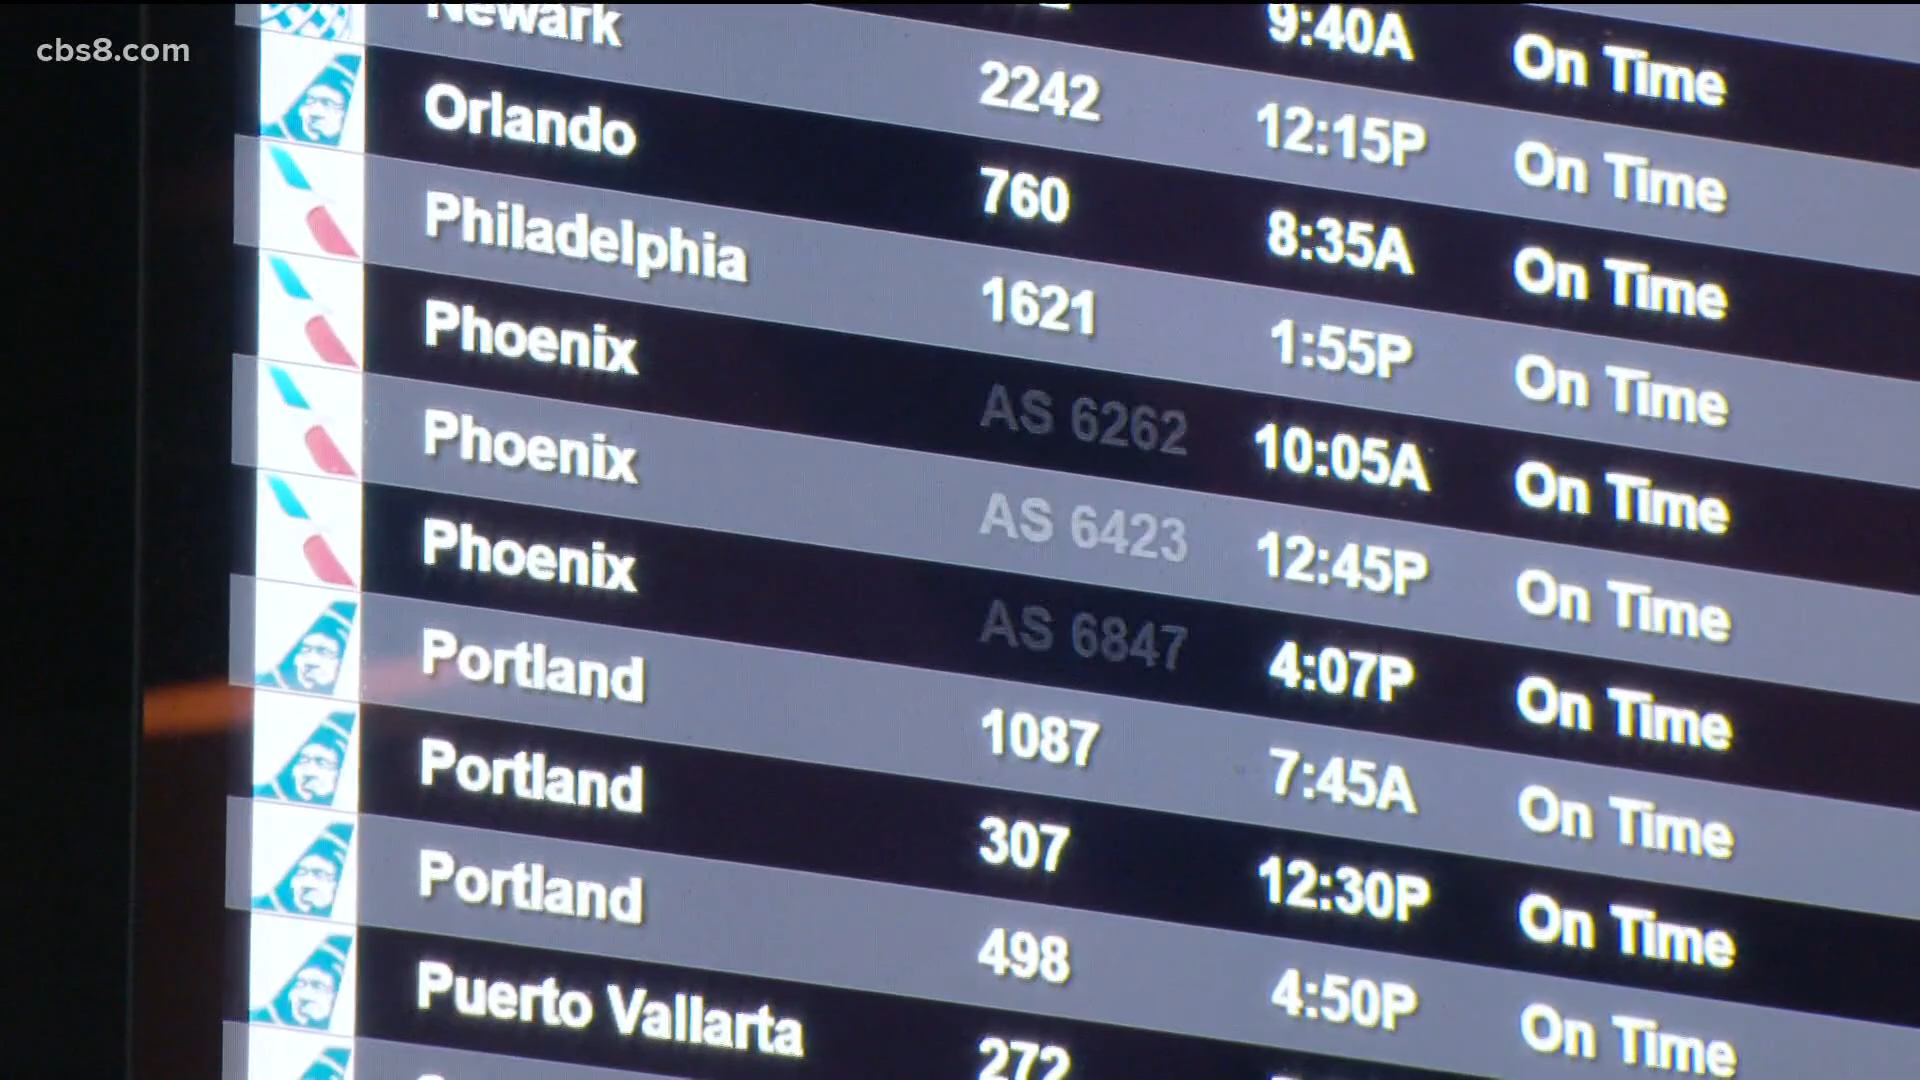 cbs8.com
9:40A On Time
Newark 2242 12:15P On Time
Orlando 760 8:35A On Time
Philadelphia 1621 1:55P On Time
Phoenix AS 6262 10:05A On Time
Phoenix AS 6423 12:45P On Time
Phoenix AS 6847 4:07P On Time
Portland 1087 7:45A On Time
Portland 307 12:30P On Time
Portland 498 4:50P On Time
Puerto Vallarta 272